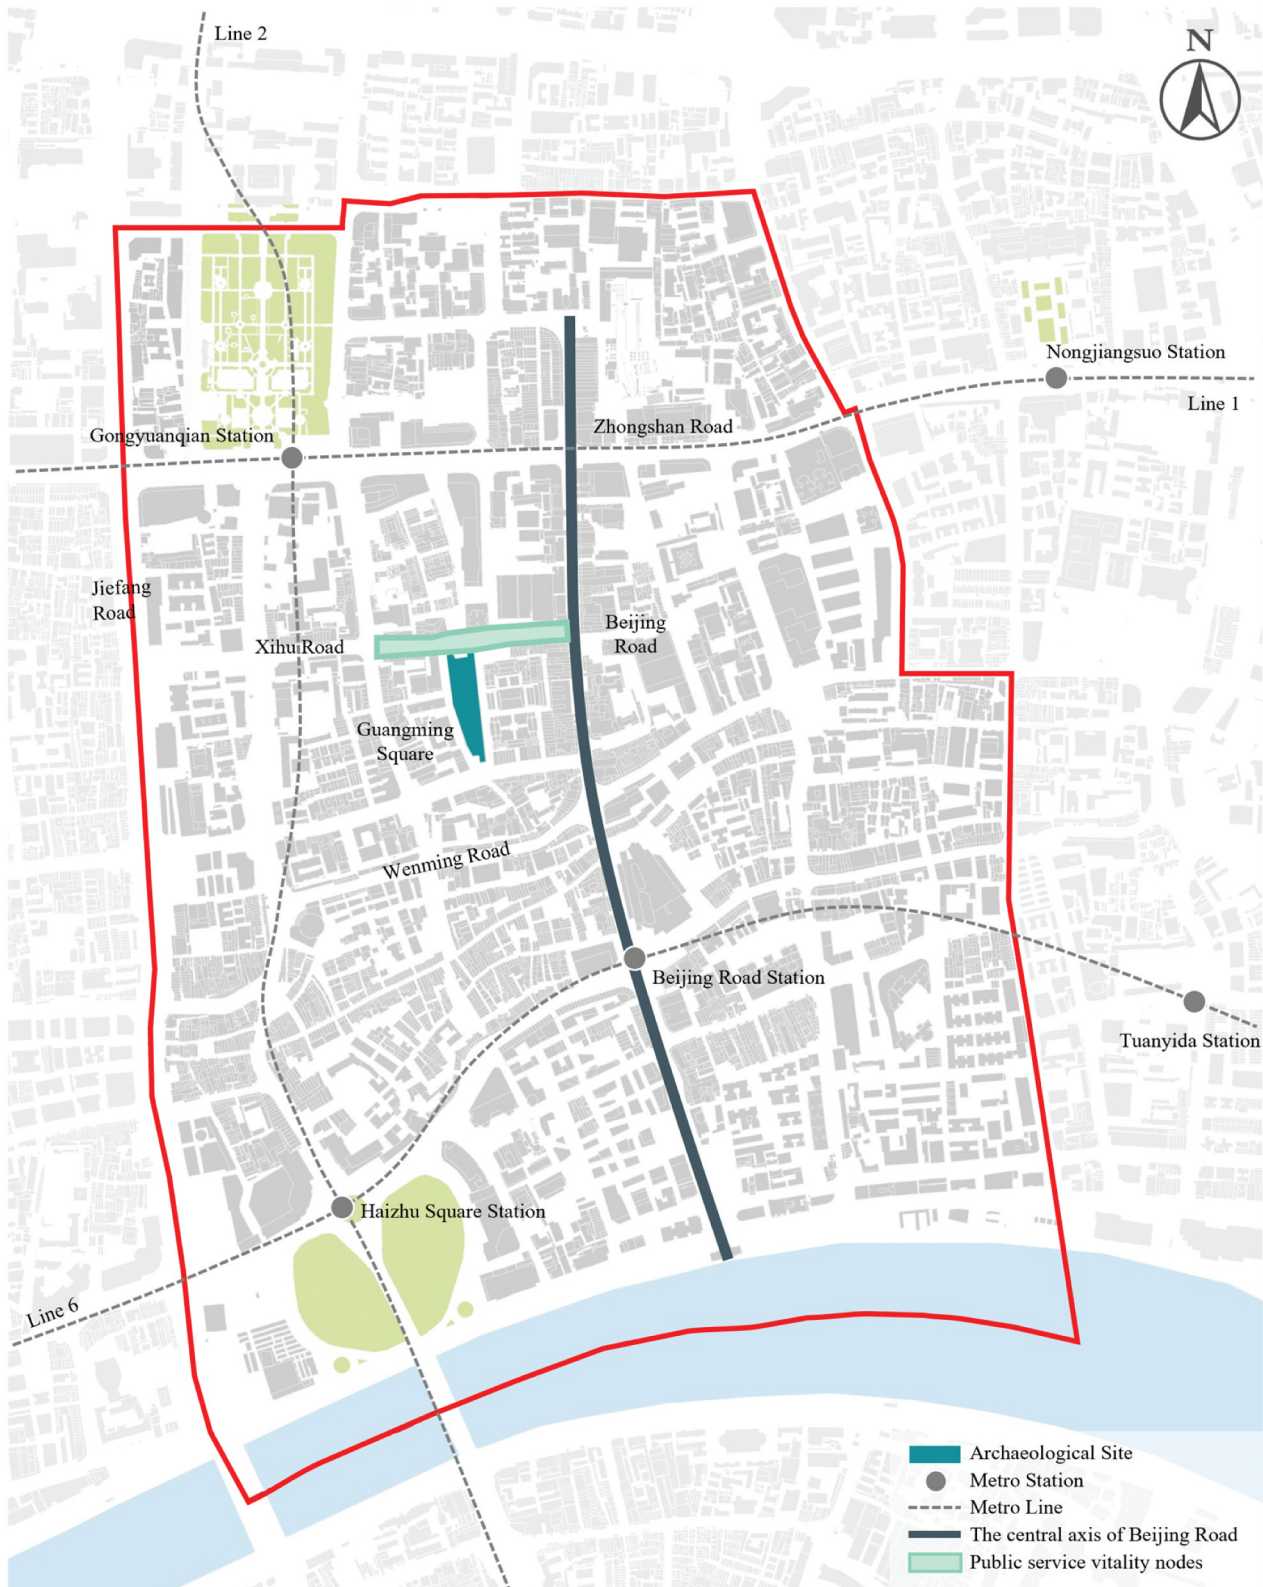 Line 2
N
Nongjiangsuo Station
Line 1
Zhongshan Road
Gongyuanqian Station
Jiefang
Road
Xihu Road
Beijing
Road
Guangming
Square
Wenming Road
Beijing Road Station
Tuanyida Station
Haizhu Square Station
Line 6
Archaeological Site
Metro Station
Metro Line
The central axis of Beijing Road
Public service vitality nodes